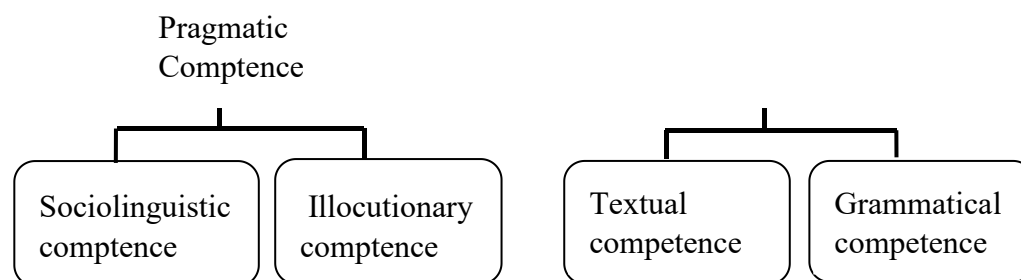 Pragmatic
Comptence
Sociolinguistic
comptence
Illocutionary
comptence
Textual
competence
Grammatical
competence